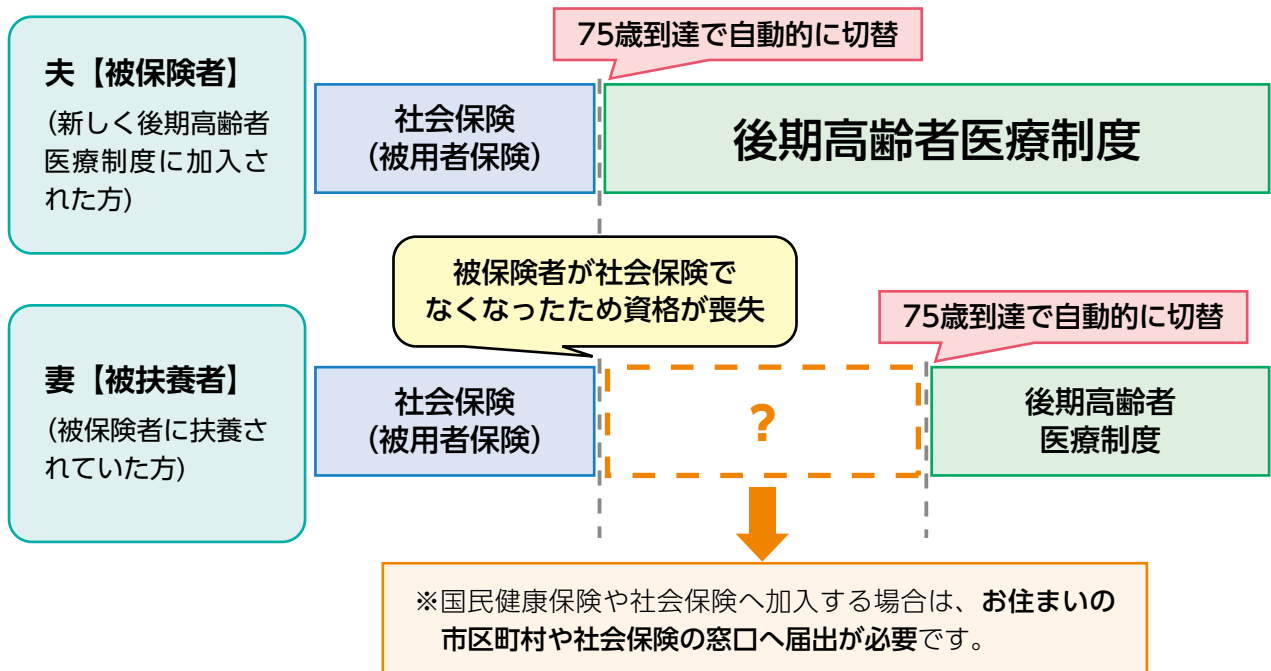 75歳到達で自動的に切替
夫【被保険者】
(新しく後期高齢者
医療制度に加入さ
れた方)
社会保険
(被用者保険)
後期高齢者医療制度
被保険者が社会保険で
なくなったため資格が喪失
75歳到達で自動的に切替
妻【被扶養者】
(被保険者に扶養さ
れていた方)
社会保険
(被用者保険)
?
後期高齢者
医療制度
※国民健康保険や社会保険へ加入する場合は、お住まいの
市区町村や社会保険の窓口へ届出が必要です。